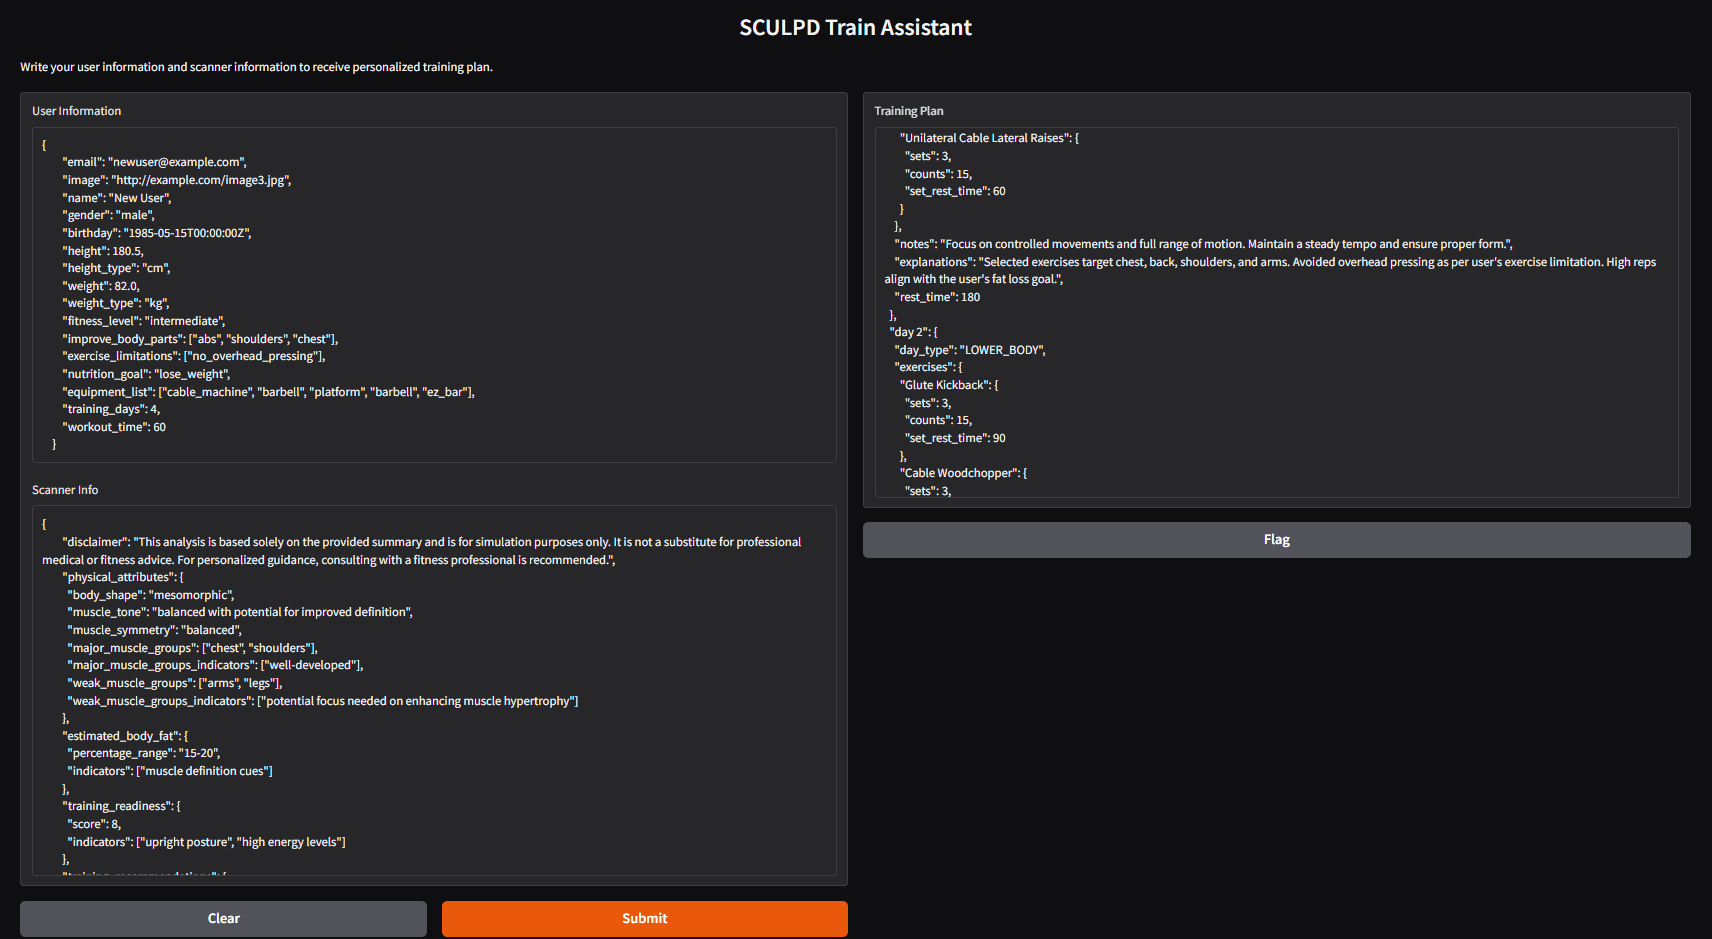 SCULPD Train Assistant
Write your user information and scanner information to receive personalized training plan.
User Information
{
"email": "newuser@example.com",
"image": "http://example.com/image3.jpg",
"name": "New User",
"gender": "male",
"birthday": "1985-05-15T00:00:00Z",
"height": 180.5,
"height_type": "cm",
"weight": 82.0,
"weight_type": "kg",
"fitness_level": "intermediate",
"improve_body_parts": ["abs", "shoulders", "chest"],
"exercise_limitations": ["no_overhead_pressing"],
"nutrition_goal": "lose_weight",
"equipment_list": ["cable_machine", "barbell", "platform", "barbell", "ez_bar"],
"training_days": 4,
"workout_time": 60
}
Scanner Info
{
"disclaimer": "This analysis is based solely on the provided summary and is for simulation purposes only. It is not a substitute for professional
medical or fitness advice. For personalized guidance, consulting with a fitness professional is recommended.",
"physical_attributes": {
"body_shape": "mesomorphic",
"muscle_tone": "balanced with potential for improved definition",
"muscle_symmetry": "balanced",
"major_muscle_groups": ["chest", "shoulders"],
"major_muscle_groups_indicators": ["well-developed"],
"weak_muscle_groups": ["arms", "legs"],
"weak_muscle_groups_indicators": ["potential focus needed on enhancing muscle hypertrophy"]
},
"estimated_body_fat": {
"percentage_range": "15-20",
"indicators": ["muscle definition cues"]
},
"training_readiness": {
"score": 8,
"indicators": ["upright posture", "high energy levels"]
},
Clear
Submit
Training Plan
"Unilateral Cable Lateral Raises": {
"sets": 3,
"counts": 15,
"set_rest_time": 60
}
},
"notes": "Focus on controlled movements and full range of motion. Maintain a steady tempo and ensure proper form.",
"explanations": "Selected exercises target chest, back, shoulders, and arms. Avoided overhead pressing as per user's exercise limitation. High reps
align with the user's fat loss goal.",
"rest_time": 180
},
"day 2": {
"day_type": "LOWER_BODY",
"exercises": {
"Glute Kickback": {
"sets": 3,
"counts": 15,
"set_rest_time": 90
},
"Cable Woodchopper": {
"sets": 3,
Flag